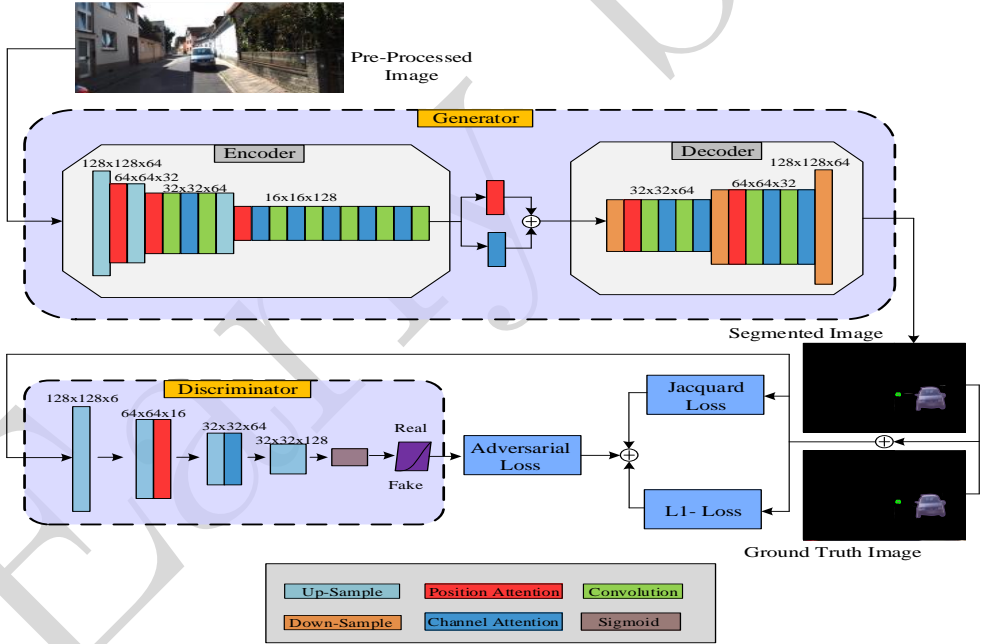 Pre-Processed
Image
Generator
Encoder
Decoder
128x128x64
64x64x32
32x32x64
16x16x128
32x32x64
64x64x32
128x128x64
Segmented Image
Discriminator
128x128x6
64x64x16
32x32x64
32x32x128
Real
Fake
Adversarial
Loss
Jacquard
Loss
L1- Loss
Ground Truth Image
Up-Sample
Position Attention
Convolution
Down-Sample
Channel Attention
Sigmoid